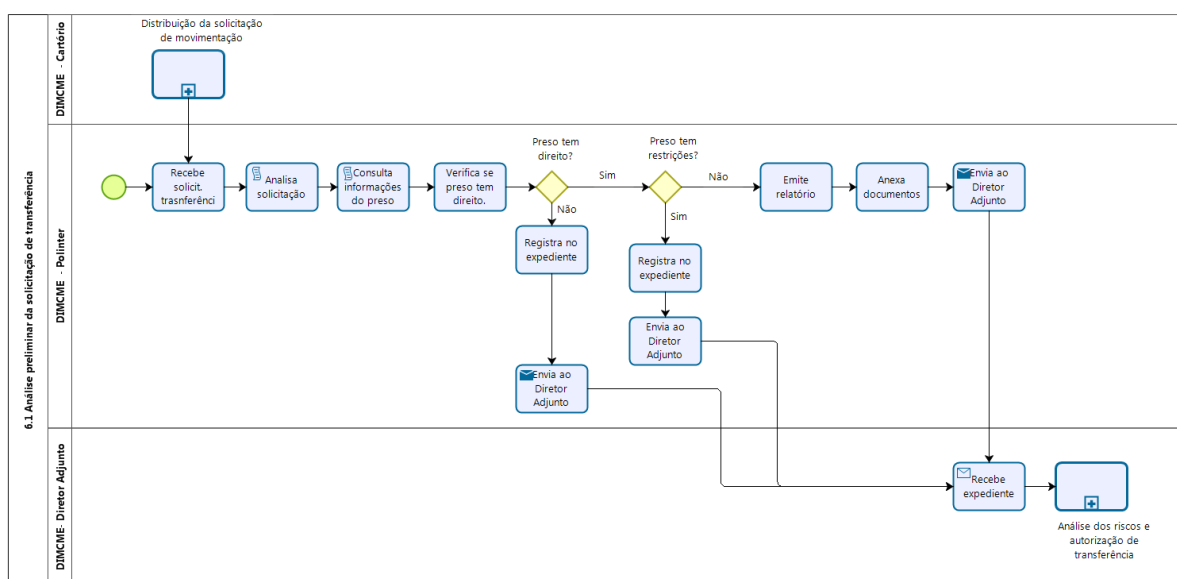 6.1 Análise preliminar da solicitação de transferência
DIMCME - Cartório
Distribuição da solicitação
de movimentação
DIMCME - Polinter
Recebe
solicit.
trasnferênci
Analisa
solicitação
Consulta
informações
do preso
Verifica se
preso tem
direito.
Preso tem
direito?
Sim
Não
Registra no
expediente
Envia ao
Diretor
Adjunto
Preso tem
restrições?
Não
Sim
Registra no
expediente
Envia ao
Diretor
Adjunto
Emite
relatório
Anexa
documentos
Envia ao
Diretor
Adjunto
DIMCME- Diretor Adjunto
Recebe
expediente
Análise dos riscos e
autorização de
transferência